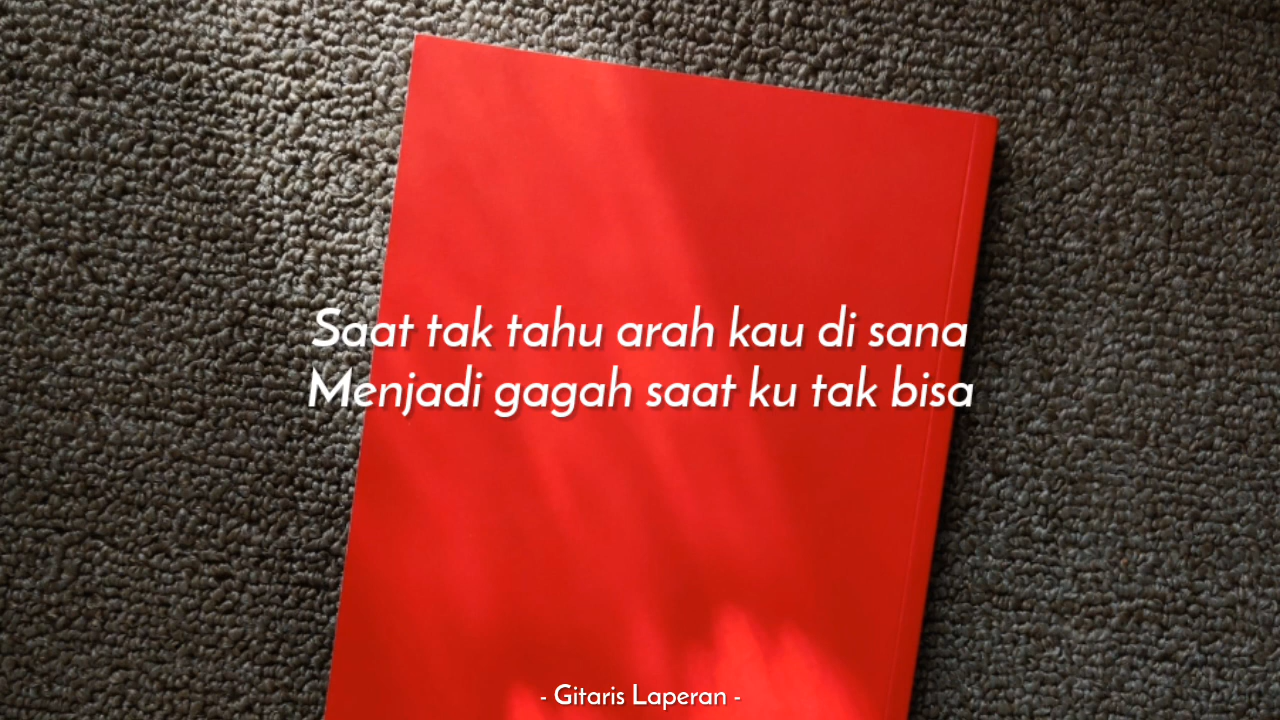 Saat tak tahu arah kau di sana
Menjadi gagah saat ku tak bisa
- Gitaris Laperan -